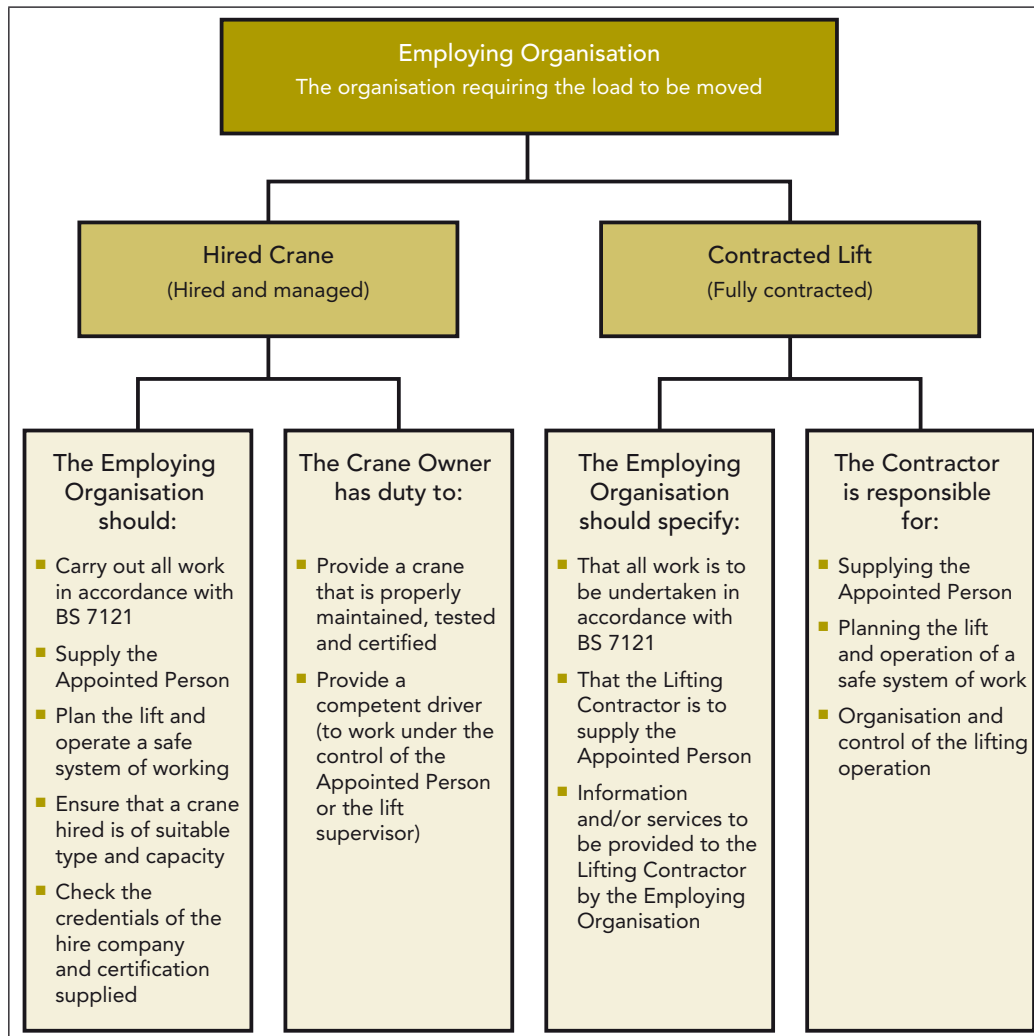 Employing Organisation
The organisation requiring the load to be moved
Hired Crane
(Hired and managed)
Contracted Lift
(Fully contracted)
The Employing
Organisation
should:
■ Carry out all work
in accordance with
BS 7121
■ Supply the
Appointed Person
■ Plan the lift and
operate a safe
system of working
■ Ensure that a crane
hired is of suitable
type and capacity
■ Check the
credentials of the
hire company
and certification
supplied
The Crane Owner
has duty to:
■ Provide a crane
that is properly
maintained, tested
and certified
■ Provide a
competent driver
(to work under the
control of the
Appointed Person
or the lift
supervisor)
The Employing
Organisation
should specify:
■ That all work is to
be undertaken in
accordance with
BS 7121
■ That the Lifting
Contractor is to
supply the
Appointed Person
■ Information
and/or services to
be provided to the
Lifting Contractor
by the Employing
Organisation
The Contractor
is responsible
for:
■ Supplying the
Appointed Person
■ Planning the lift
and operation of a
safe system of work
■ Organisation and
control of the lifting
operation